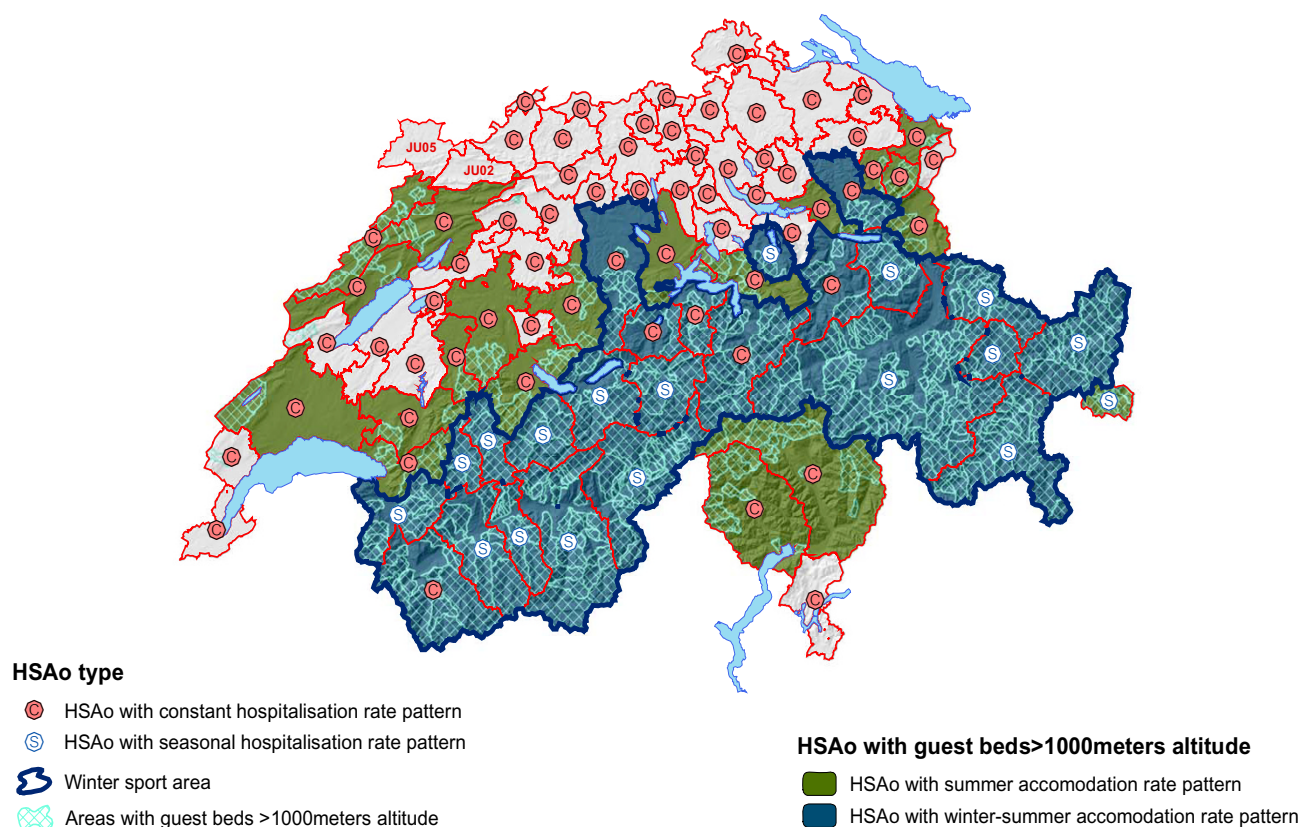 JU05
JU02
HSAo type
C HSAo with constant hospitalisation rate pattern
S HSAo with seasonal hospitalisation rate pattern
Winter sport area
Areas with guest beds >1000meters altitude
HSAo with guest beds>1000meters altitude
HSAo with summer accomodation rate pattern
HSAo with winter-summer accomodation rate pattern